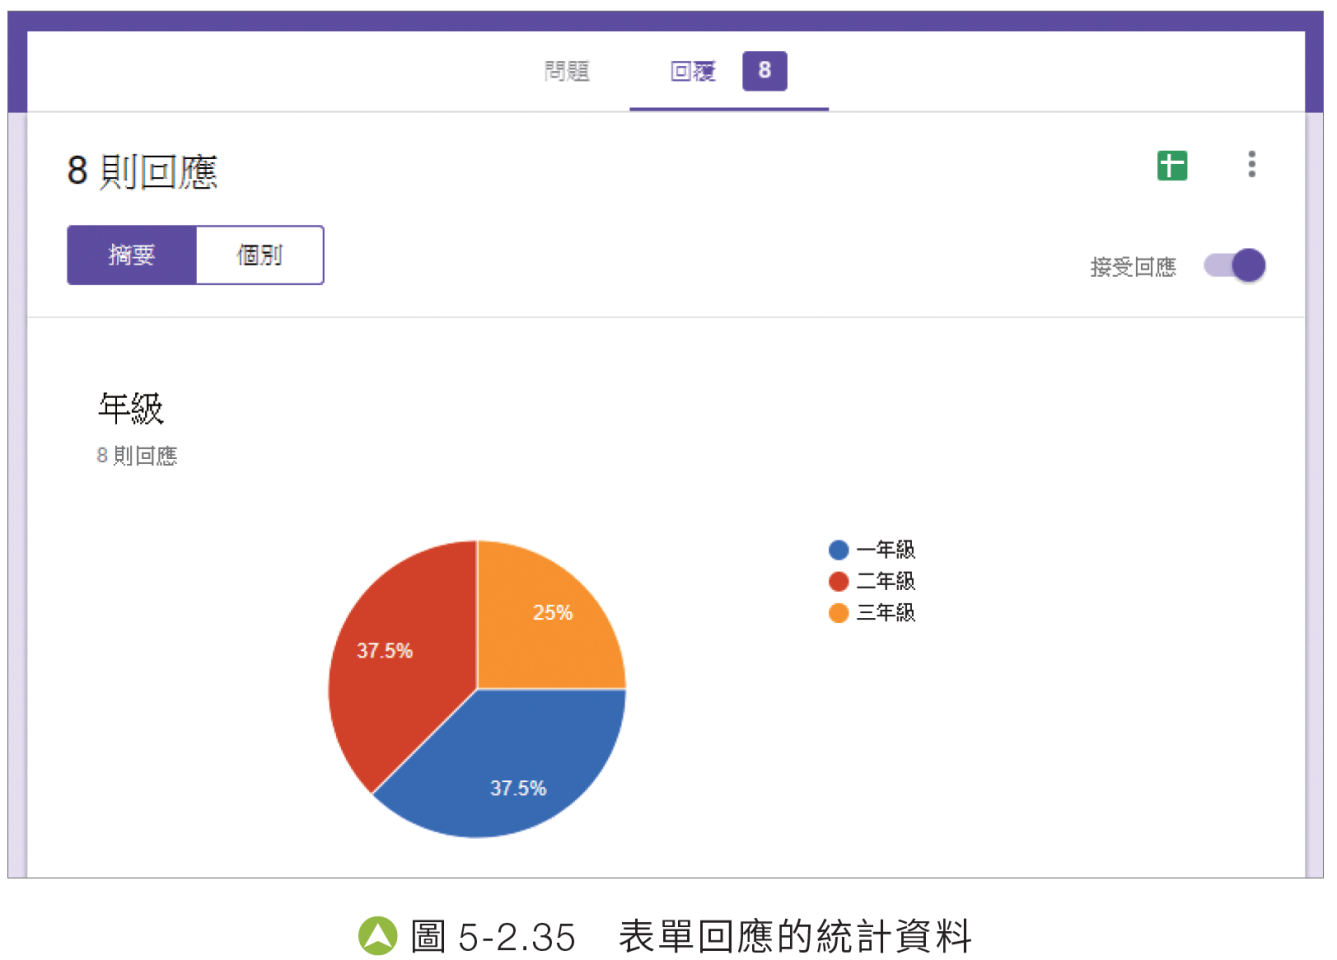 問題 回覆 8
8 則回應
摘要 個別
接受回應
年級
8 則回應
一年級
二年級
三年級
25%
37.5%
37.5%
圖 5-2.35 表單回應的統計資料